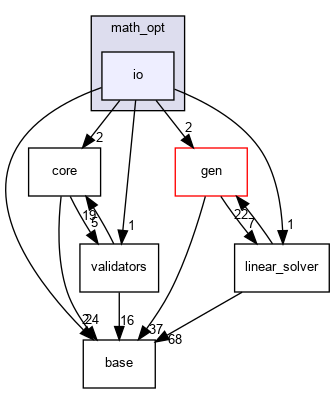 math_opt
io
2
2
core
gen
19
5
1
22
7
1
validators
linear_solver
2
24
16
37
68
base